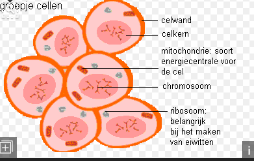 groepje cellen
celwand
celkern
mitochondrie: soort
energiecentrale voor
de cel
chromosoom
ribosoom:
belangrijk
bij het maken
van eiwitten